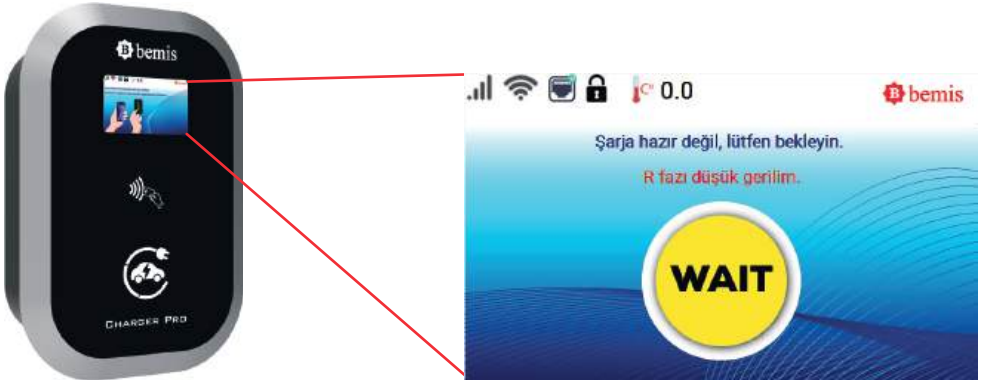 bemis
CHARGER PRO
C° 0.0
bemis
Şarja hazır değil, lütfen bekleyin.
R fazı düşük gerilim.
WAIT